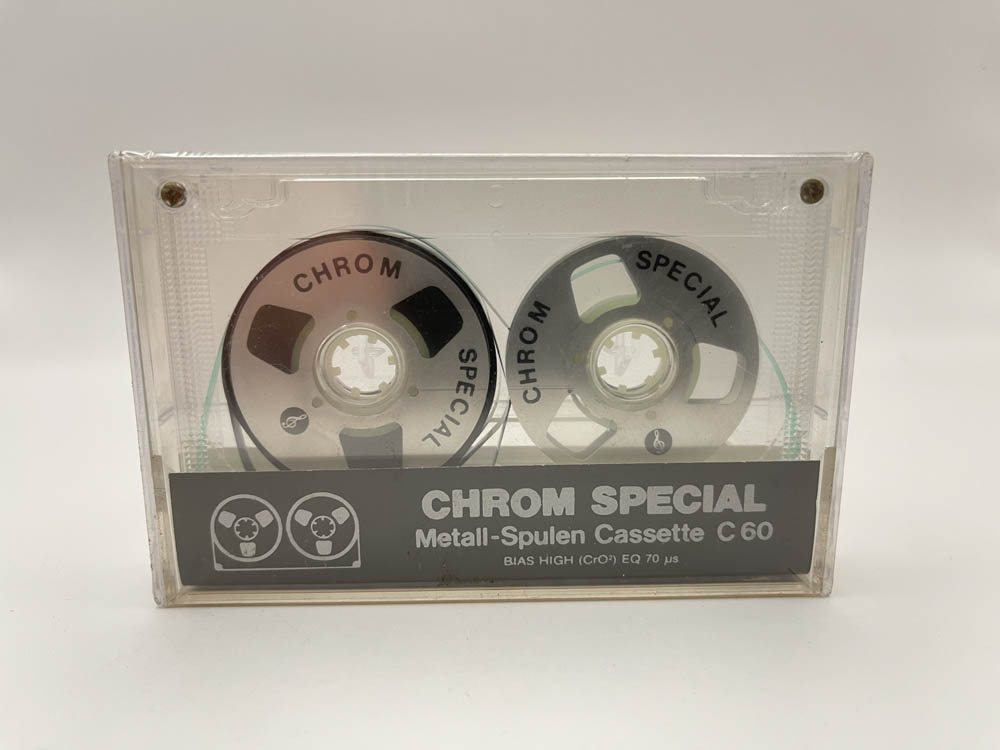 CHROM
SPECIAL
CHROM
SPECIAL
CHROM SPECIAL
Metall-Spulen Cassette C 60
BIAS HIGH (CrO²) EQ 70 µs